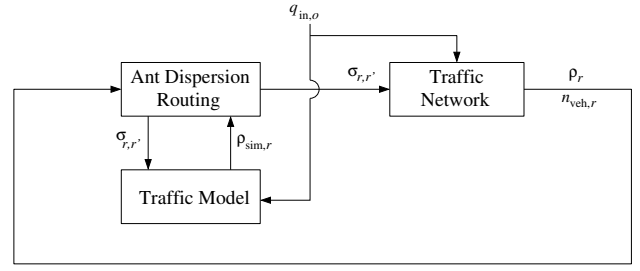 q_in,o
Ant Dispersion
Routing
σ_r,r'
Traffic
Network
ρ_r
n_veh,r
σ_r,r'
ρ_sim,r
Traffic Model